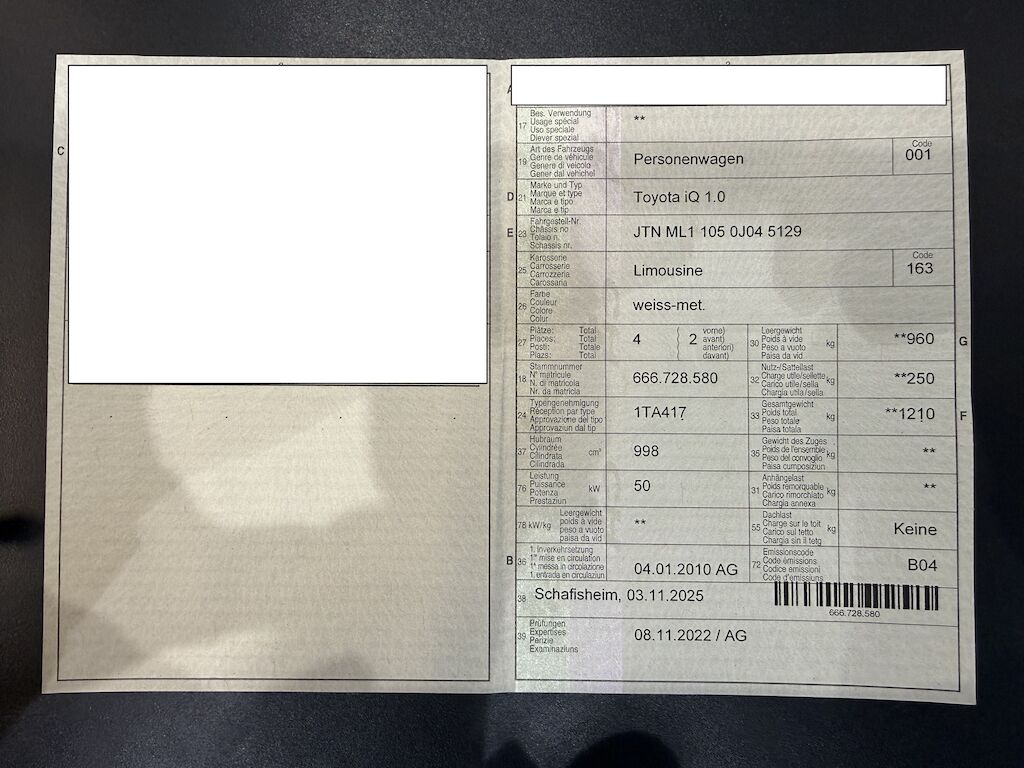 C
A
17 Bes. Verwendung
Usage spécial
Uso speciale
Diever spezial
**
19 Art des Fahrzeugs
Genre de véhicule
Genere di veicolo
Gener dal vehichel
Personenwagen
Code
001
D 21 Marke und Typ
Marque et type
Marca e tipo
Marca e tip
Toyota iQ 1.0
E 23 Fahrgestell-Nr.
Châssis no
Telaio n.
Schassis nr.
JTN ML1 105 0J04 5129
25 Karosserie
Carrosserie
Carrozzeria
Carossaria
Limousine
Code
163
26 Farbe
Couleur
Colore
Colur
weiss-met.
27 Plätze: Total
Places: Total
Posti: Totale
Plazs: Total
4 ( 2 vorne)
avant)
anteriori)
davant)
30 Leergewicht
Poids à vide
Peso a vuoto
Paisa da vid
kg
**960 G
18 Stammnummer
N° matricule
N. di matricola
Nr. da matricla
666.728.580
32 Nutz-/Sattellast
Charge utile/sellette
Carico utile/sella
Chargia utila/sella
kg
**250
24 Typengenehmigung
Réception par type
Approvazione del tipo
Approvaziun dal tip
1TA417
33 Gesamtgewicht
Poids total
Peso totale
Paisa totala
kg
**1210 F
37 Hubraum
Cylindrée
Cilindrata
Cilindrada
cm³
998
35 Gewicht des Zuges
Poids de l'ensemble
Peso del convoglio
Paisa cumposiziun
kg
**
76 Leistung
Puissance
Potenza
Prestaziun
kW
50
31 Anhängelast
Poids remorquable
Carico rimorchiato
Chargia annexa
kg
**
78 kW/kg Leergewicht
poids à vide
peso a vuoto
paisa da vid
**
55 Dachlast
Charge sur le toit
Carico sul tetto
Chargia sin il tetg
kg
Keine
B 36 1. Inverkehrsetzung
1re mise en circulation
1a messa in circolazione
1. entrada en circulaziun
04.01.2010 AG
72 Emissionscode
Code émissions
Codice emissioni
Code d'emissiuns
B04
38 Schafisheim, 03.11.2025
666.728.580
39 Prüfungen
Expertises
Perizie
Examinaziuns
08.11.2022 / AG